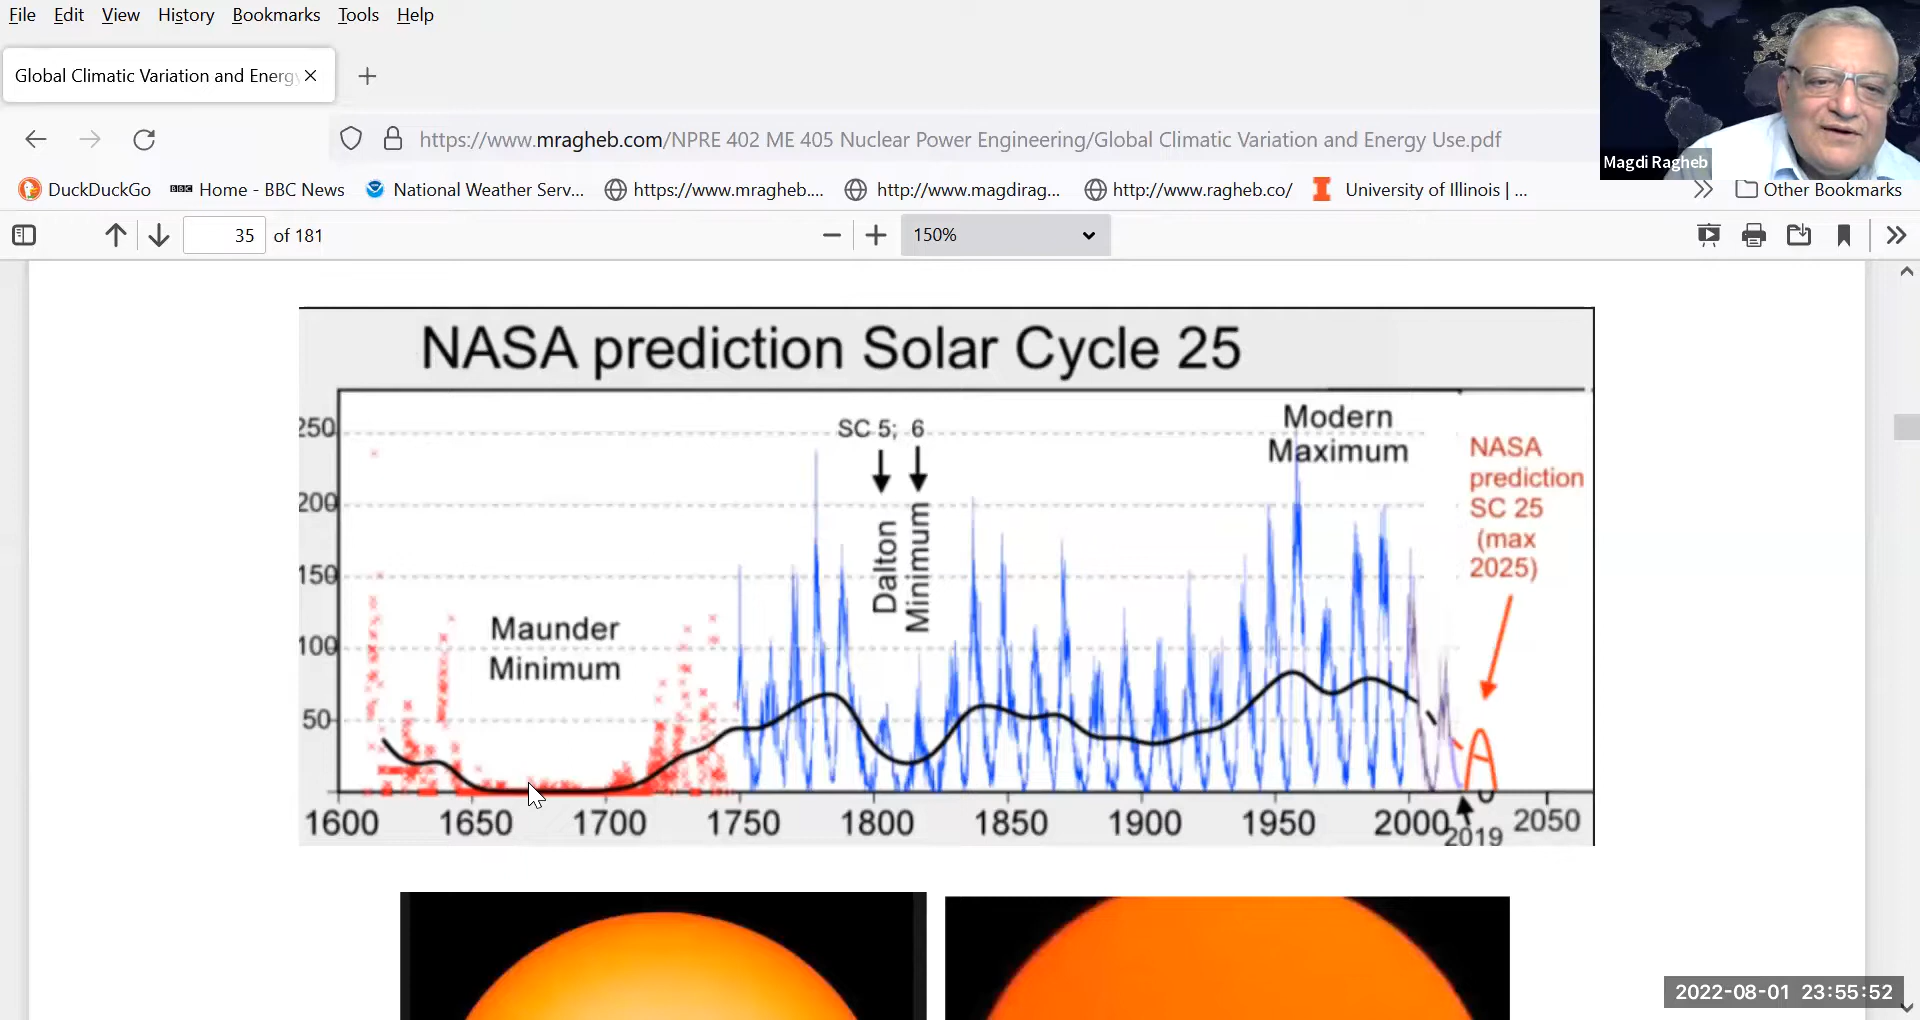 File Edit View History Bookmarks Tools Help
Global Climatic Variation and Energy
https://www.mragheb.com/NPRE 402 ME 405 Nuclear Power Engineering/Global Climatic Variation and Energy Use.pdf
Magdi Ragheb
DuckDuckGo BBC Home - BBC News National Weather Serv... https://www.mragheb.... http://www.magdirag... http://www.ragheb.co/ University of Illinois | ... Other Bookmarks
35 of 181 150%
NASA prediction Solar Cycle 25
250
200
150
100
50
SC 5; 6
Dalton
Minimum
Maunder
Minimum
Modern
Maximum
NASA
prediction
SC 25
(max
2025)
1600 1650 1700 1750 1800 1850 1900 1950 2000 2019 2050
2022-08-01 23:55:52